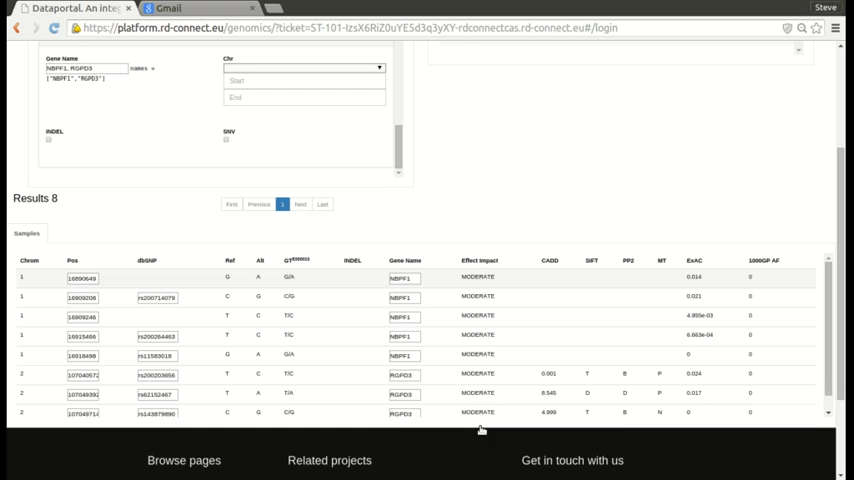 Dataportal. An inte
Gmail
Steve
https://platform.rd-connect.eu/genomics/?ticket=ST-101-IzsX6RiZ0uYE5d3q3yXY-rdconnectcas.rd-connect.eu#/login
Gene Name
Chr
NBPF1, RGPD3 names =
["NBPF1","RGPD3"]
Start
End
INDEL
SNV
Results 8
First Previous 1 Next Last
Samples
Chrom Pos dbSNP Ref Alt GT INDEL Gene Name Effect Impact CADD SIFT PP2 MT ExAC 1000GP AF
1 16890649 G A G/A NBPF1 MODERATE 0.014 0
1 16909208 rs200714079 C G C/G NBPF1 MODERATE 0.021 0
1 16909246 T C T/C NBPF1 MODERATE 4.955e-03 0
1 16915466 rs200264463 T C T/C NBPF1 MODERATE 6.663e-04 0
1 16918498 rs11583018 G A G/A NBPF1 MODERATE 0 0
2 107040572 rs200203656 T C T/C RGPD3 MODERATE 0.001 T B P 0.024 0
2 107049392 rs62152467 T A T/A RGPD3 MODERATE 8.545 D D P 0.017 0
2 107049714 rs143879890 C G C/G RGPD3 MODERATE 4.999 T B N 0 0
Browse pages Related projects Get in touch with us